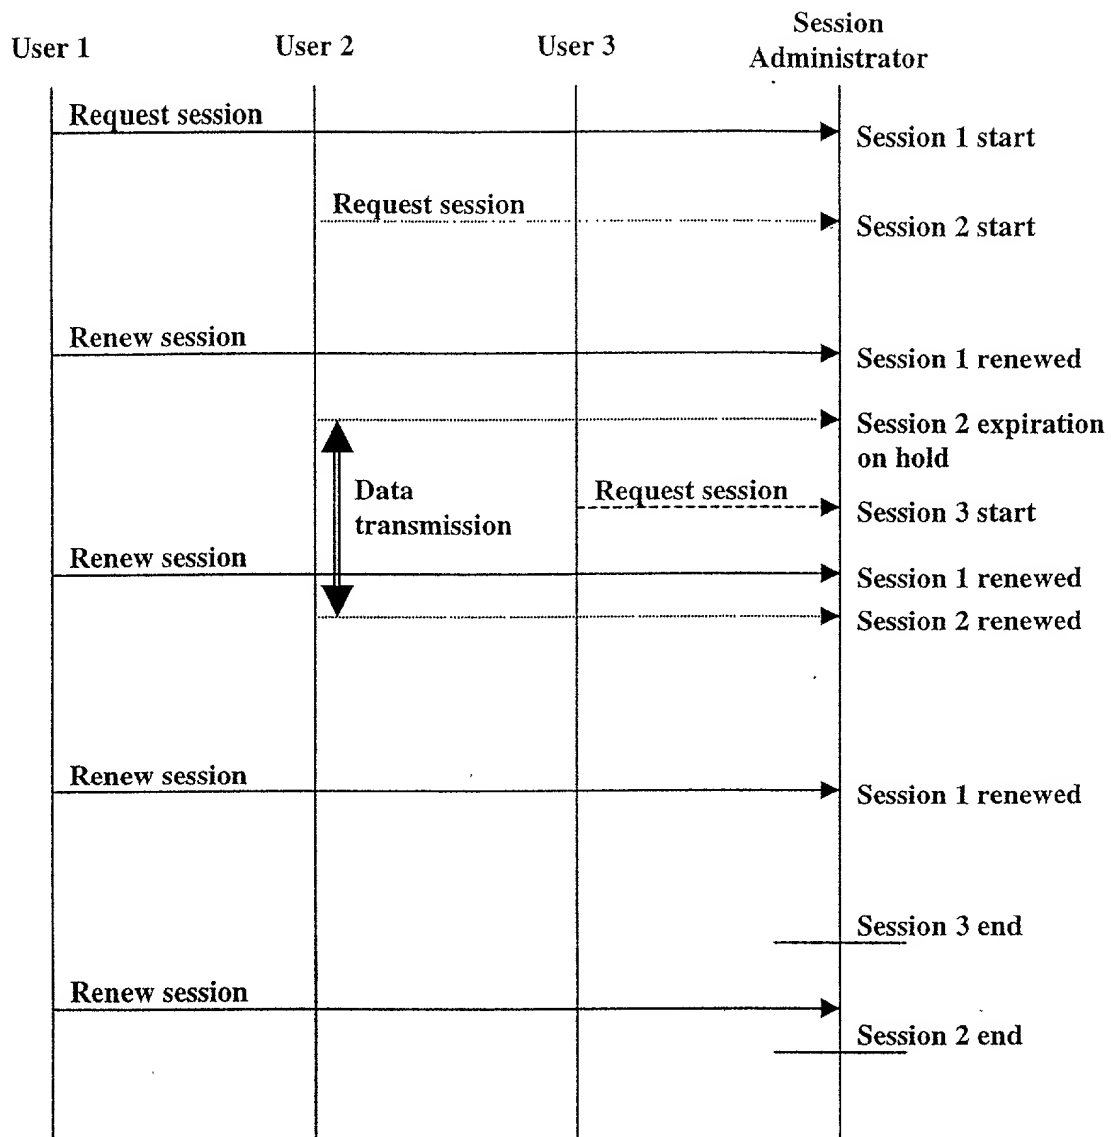 User 1
User 2
User 3
Session
Administrator
Request session
Session 1 start
Request session
Session 2 start
Renew session
Session 1 renewed
Session 2 expiration
on hold
Data
transmission
Request session
Session 3 start
Renew session
Session 1 renewed
Session 2 renewed
Renew session
Session 1 renewed
Session 3 end
Renew session
Session 2 end